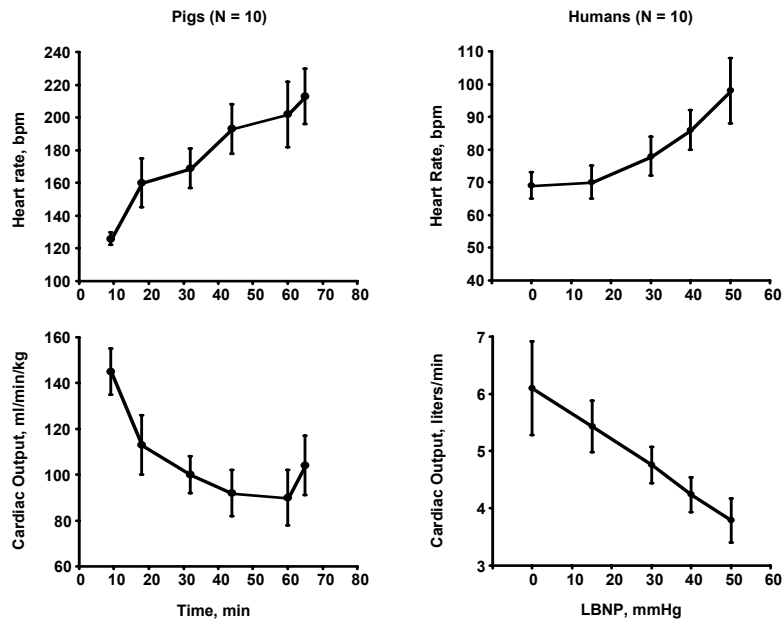 Pigs (N = 10)
Heart rate, bpm
240
220
200
180
160
140
120
100
0 10 20 30 40 50 60 70 80
Humans (N = 10)
Heart Rate, bpm
100
90
80
70
60
50
40
0 10 20 30 40 50 60
Cardiac Output, ml/min/kg
160
140
120
100
80
60
0 10 20 30 40 50 60 70 80
Time, min
Cardiac Output, liters/min
7
6
5
4
3
0 10 20 30 40 50 60
LBNP, mmHg